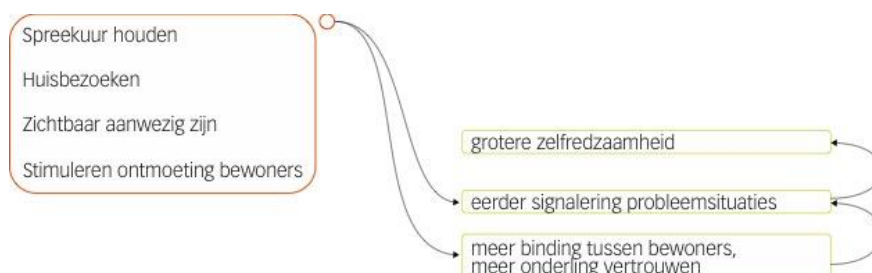 Spreekuur houden
Huisbezoeken
Zichtbaar aanwezig zijn
Stimuleren ontmoeting bewoners
grotere zelfredzaamheid
eerder signalering probleemsituaties
meer binding tussen bewoners,
meer onderling vertrouwen